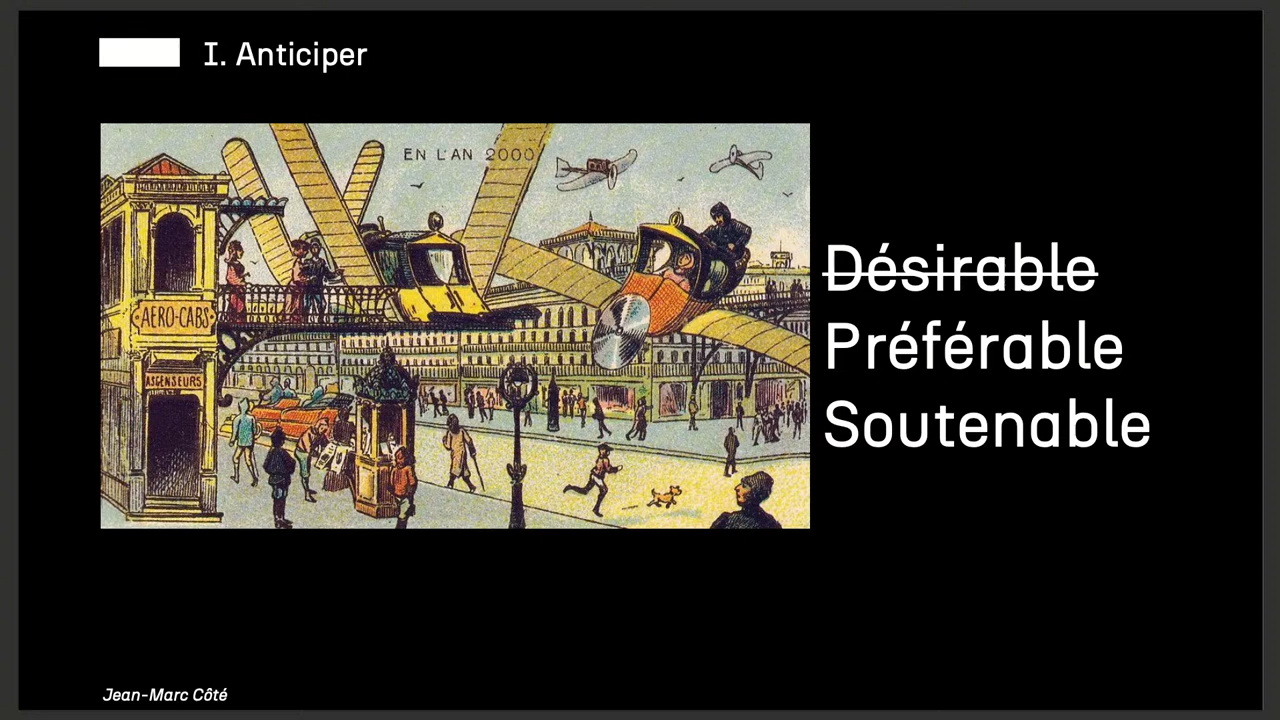 I. Anticiper
EN L'AN 2000
AERO-CABS
ASCENSEURS
Désirable
Préférable
Soutenable
Jean-Marc Côté